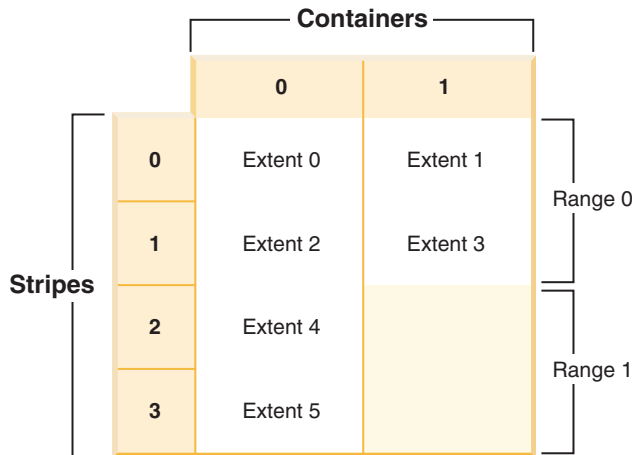 Containers
0 1
0 Extent 0 Extent 1
Range 0
1 Extent 2 Extent 3
Stripes
2 Extent 4
Range 1
3 Extent 5